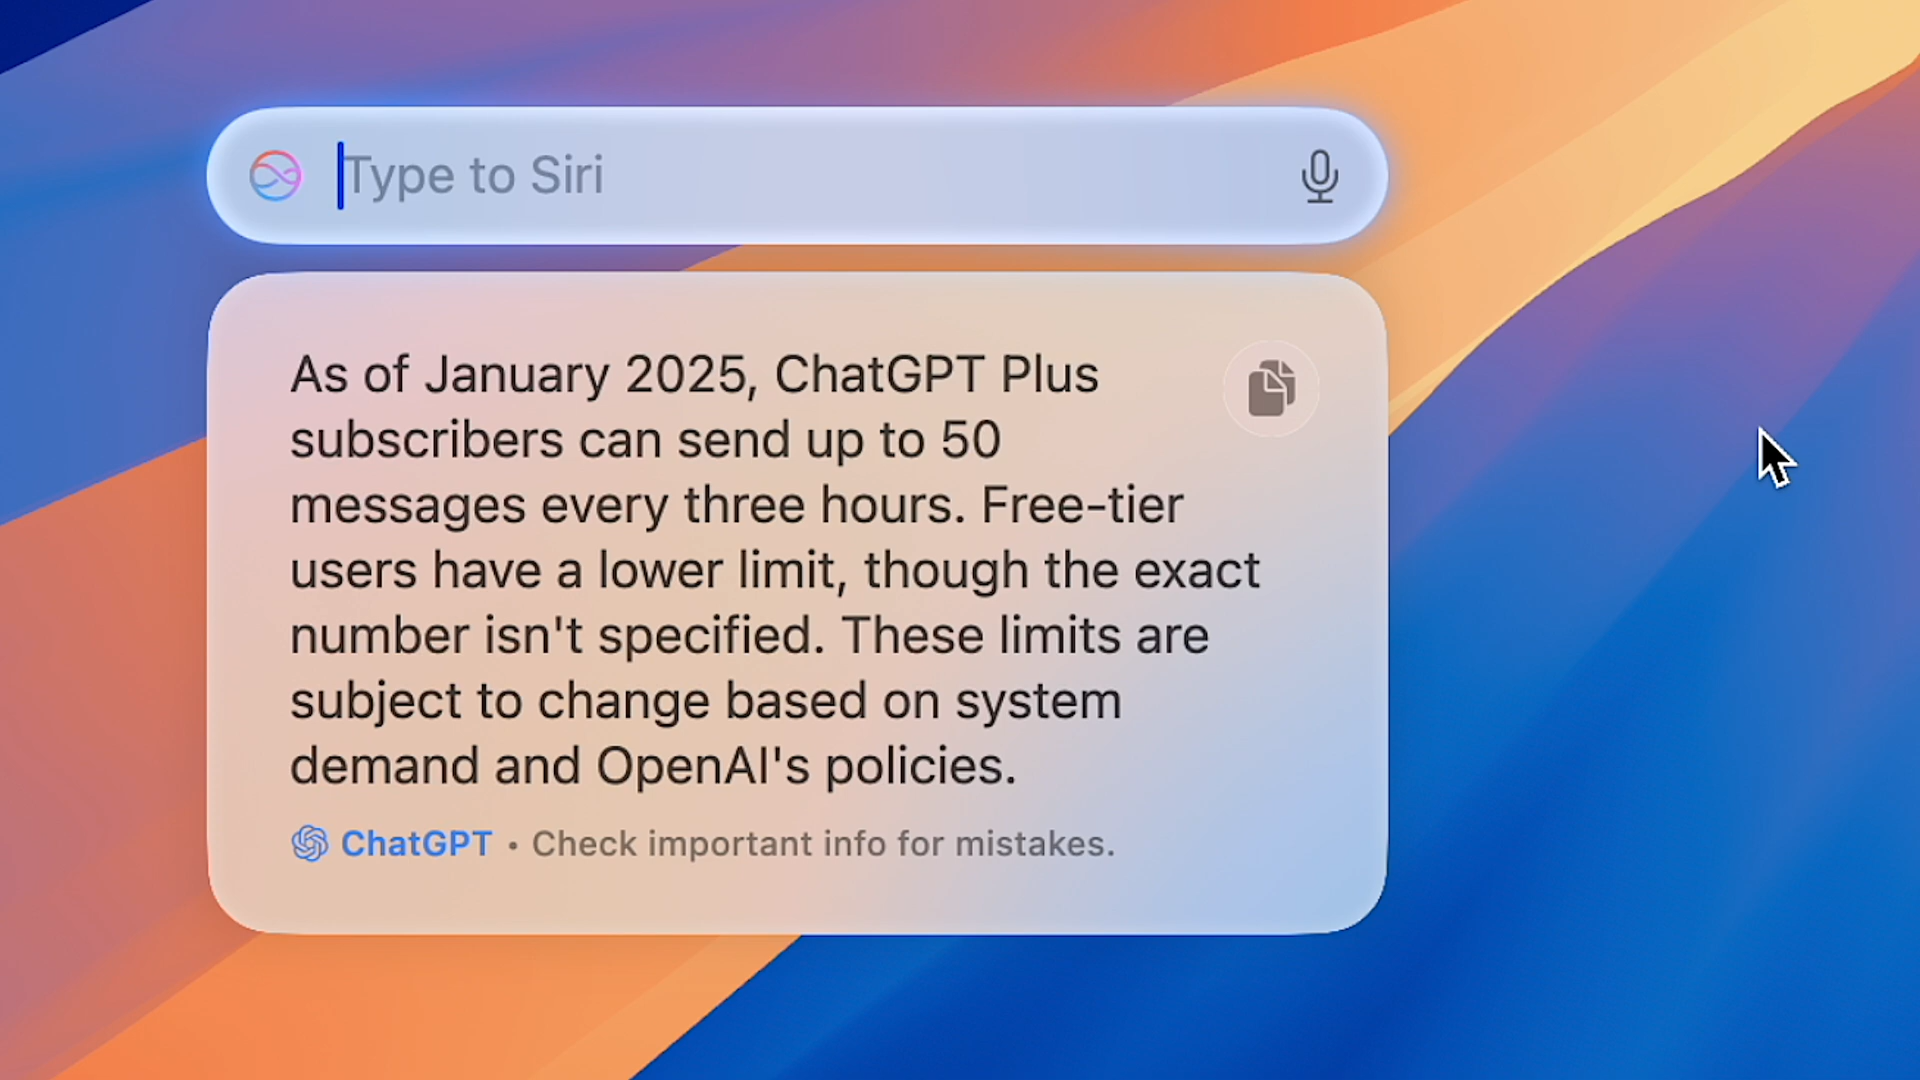 Type to Siri
As of January 2025, ChatGPT Plus
subscribers can send up to 50
messages every three hours. Free-tier
users have a lower limit, though the exact
number isn't specified. These limits are
subject to change based on system
demand and OpenAI's policies.
ChatGPT • Check important info for mistakes.